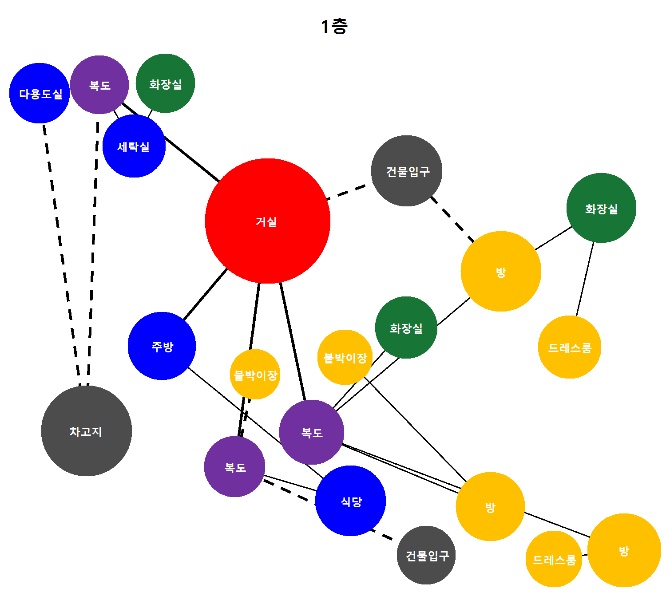 1층
다용도실
복도
화장실
세탁실
건물입구
거실
화장실
방
주방
화장실
붙박이장
드레스룸
붙박이장
차고지
복도
복도
식당
방
건물입구
드레스룸
방